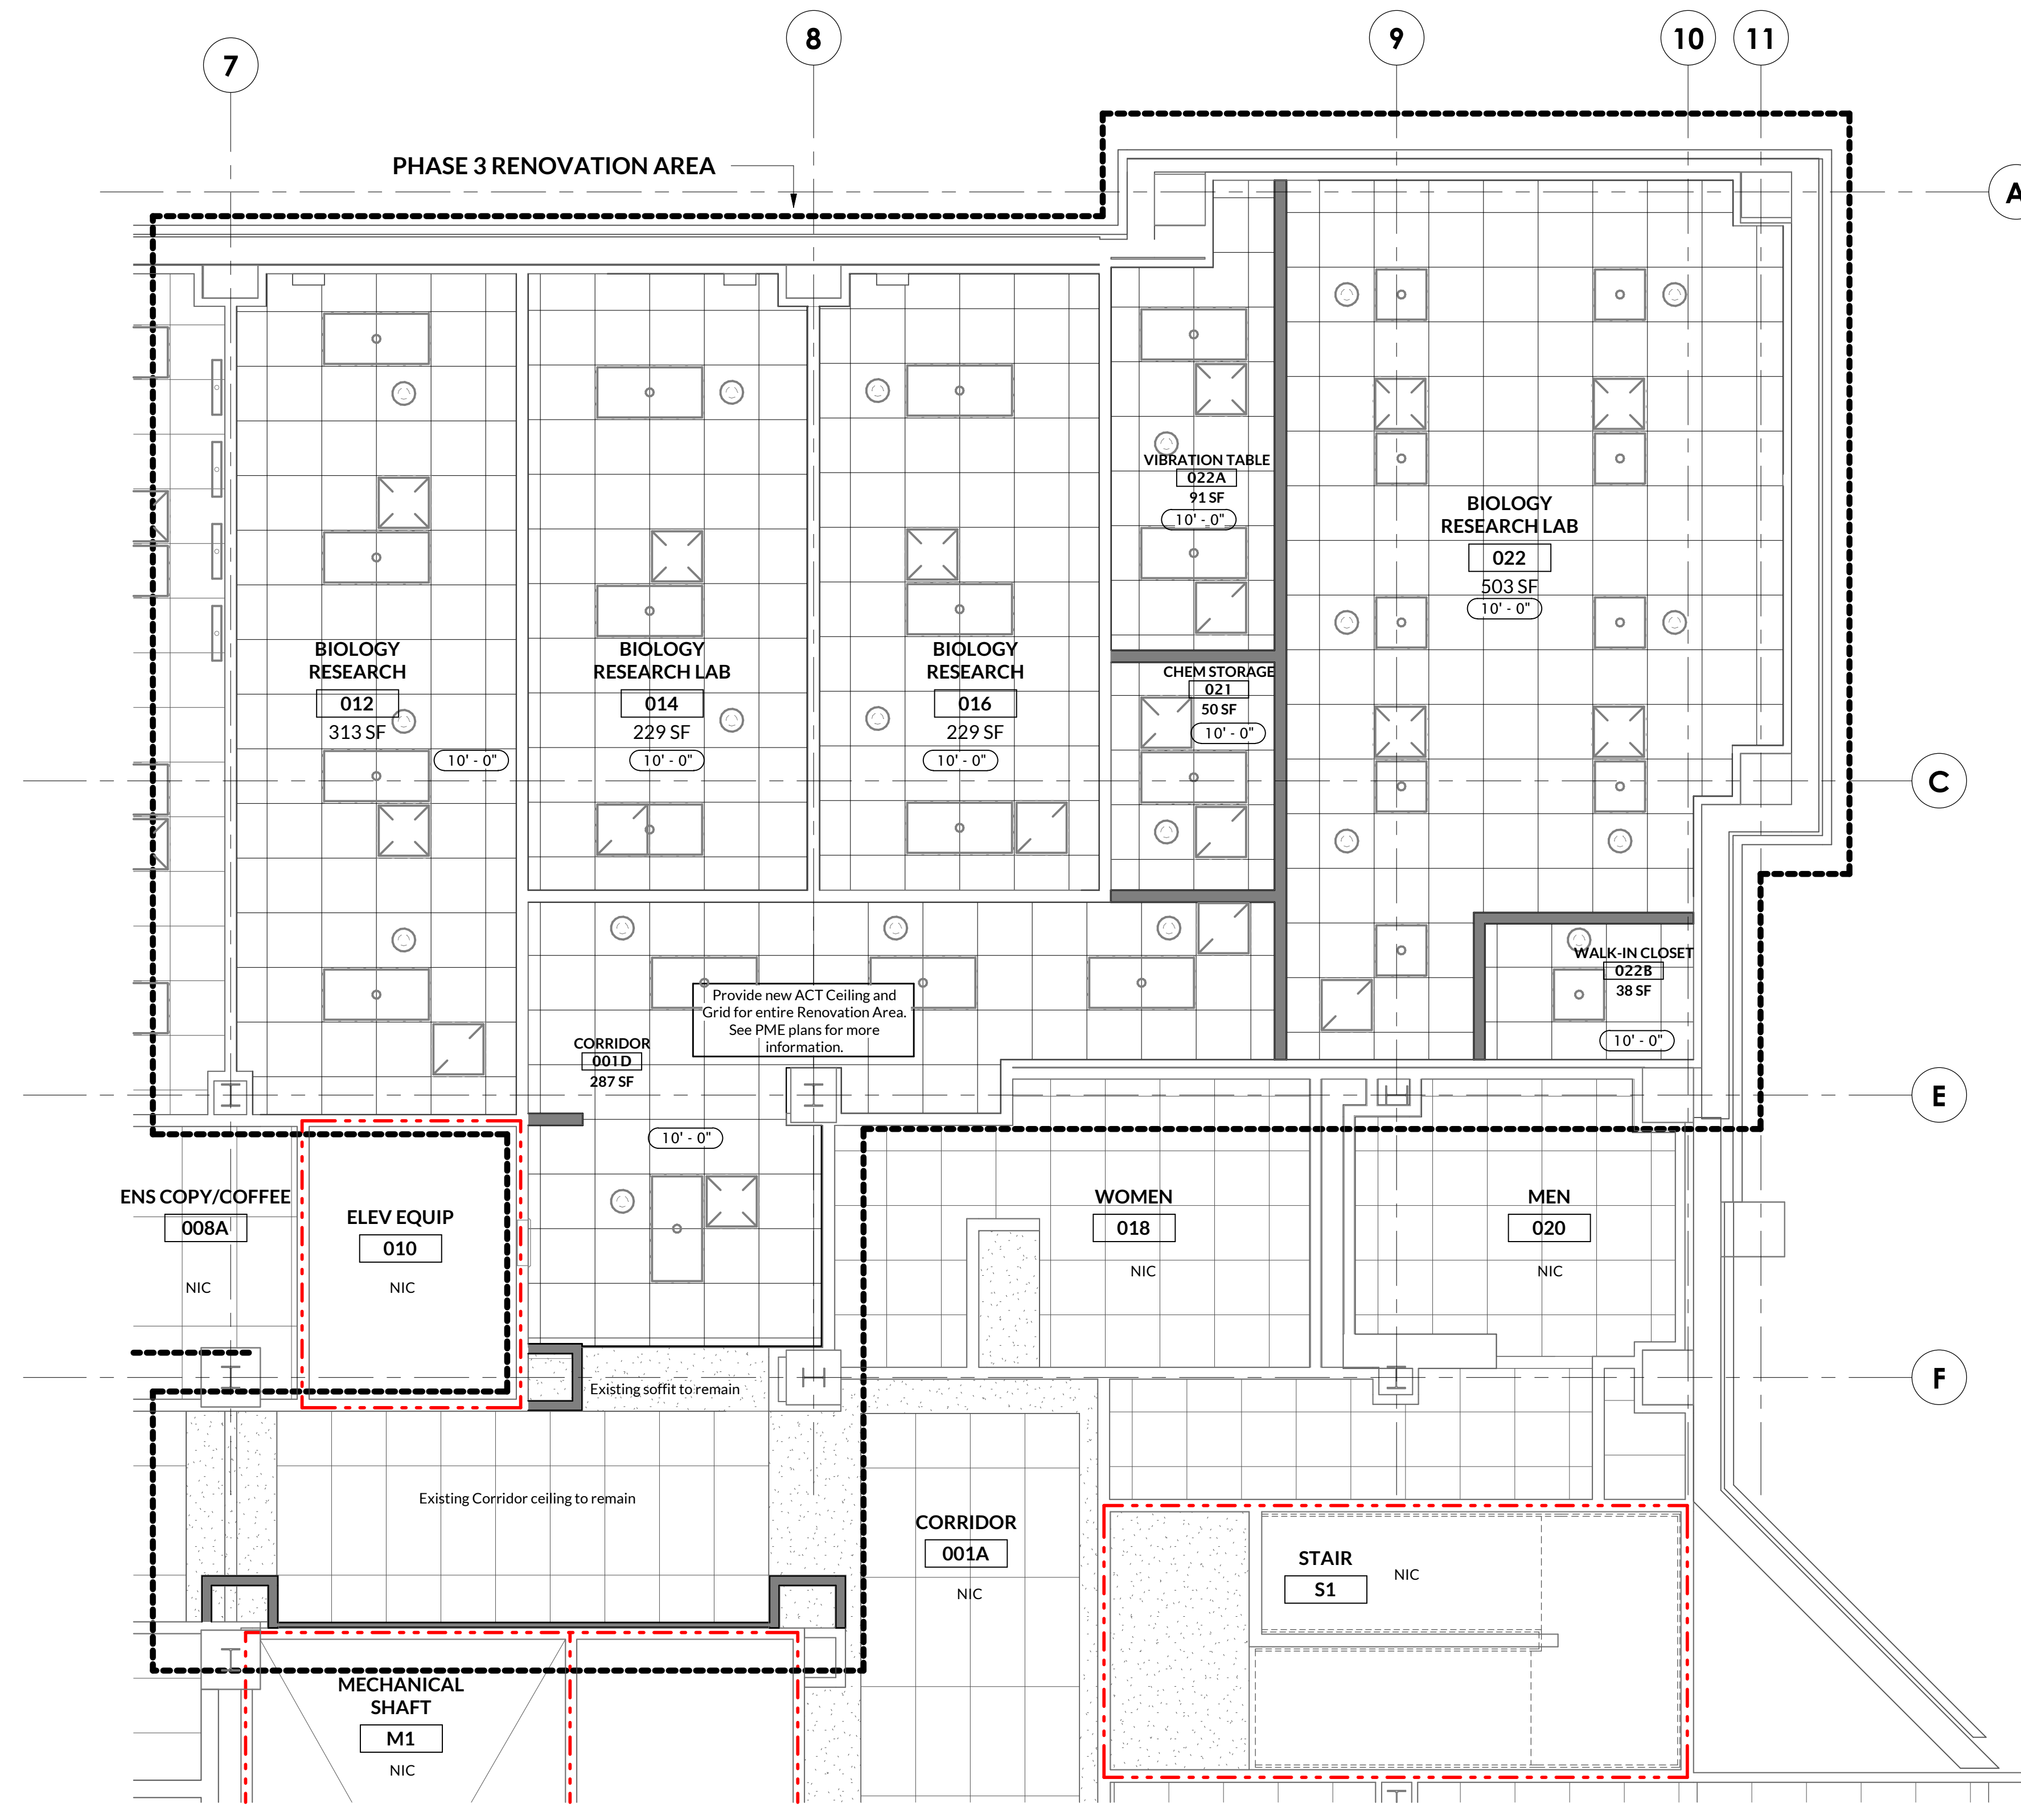 7
8
9
10
11
PHASE 3 RENOVATION AREA
A
VIBRATION TABLE
022A
91 SF
10' - 0"
BIOLOGY
RESEARCH LAB
022
503 SF
10' - 0"
BIOLOGY
RESEARCH
012
313 SF
10' - 0"
BIOLOGY
RESEARCH LAB
014
229 SF
10' - 0"
BIOLOGY
RESEARCH
016
229 SF
10' - 0"
CHEM STORAGE
021
50 SF
10' - 0"
C
WALK-IN CLOSET
022B
38 SF
10' - 0"
Provide new ACT Ceiling and
Grid for entire Renovation Area.
See PME plans for more
information.
CORRIDOR
001D
287 SF
10' - 0"
E
ENS COPY/COFFEE
008A
NIC
ELEV EQUIP
010
NIC
WOMEN
018
NIC
MEN
020
NIC
F
Existing soffit to remain
Existing Corridor ceiling to remain
CORRIDOR
001A
NIC
STAIR
S1
NIC
MECHANICAL
SHAFT
M1
NIC